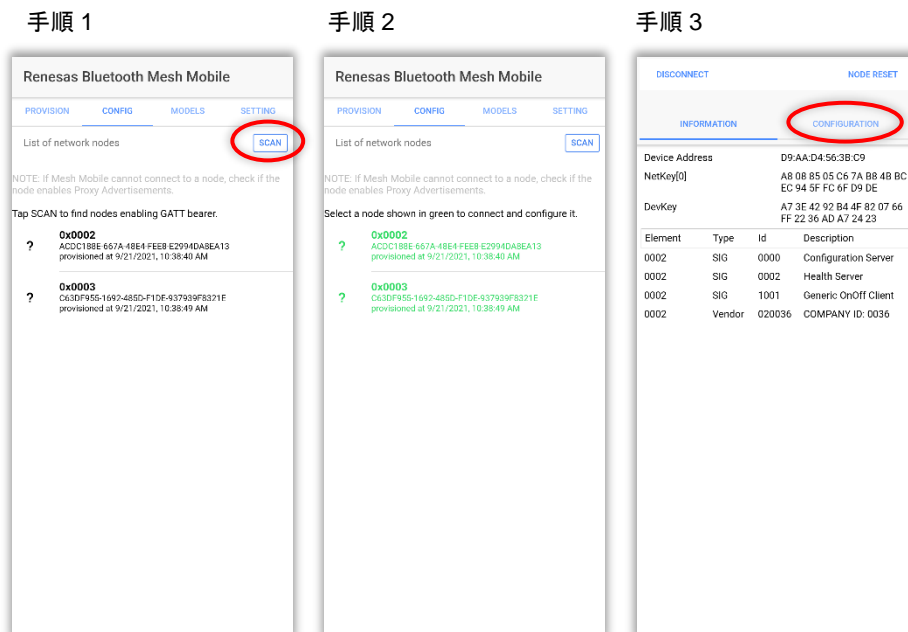 手順 1
Renesas Bluetooth Mesh Mobile
PROVISION CONFIG MODELS SETTING
List of network nodes SCAN
NOTE: If Mesh Mobile cannot connect to a node, check if the
node enables Proxy Advertisements.
Tap SCAN to find nodes enabling GATT bearer.
0x0002
? ACDC188E-667A-48E4-FEE8-E2994DA8EA13
provisioned at 9/21/2021, 10:38:40 AM
0x0003
? C63DF955-1692-485D-F1DE-937939F8321E
provisioned at 9/21/2021, 10:38:49 AM
手順 2
Renesas Bluetooth Mesh Mobile
PROVISION CONFIG MODELS SETTING
List of network nodes SCAN
NOTE: If Mesh Mobile cannot connect to a node, check if the
node enables Proxy Advertisements.
Select a node shown in green to connect and configure it.
0x0002
? ACDC188E-667A-48E4-FEE8-E2994DA8EA13
provisioned at 9/21/2021, 10:38:40 AM
0x0003
? C63DF955-1692-485D-F1DE-937939F8321E
provisioned at 9/21/2021, 10:38:49 AM
手順 3
DISCONNECT NODE RESET
INFORMATION CONFIGURATION
Device Address D9:AA:D4:56:3B:C9
NetKey[0] A8 08 85 05 C6 7A B8 4B BC
EC 94 5F FC 6F D9 DE
DevKey A7 3E 42 92 B4 4F 82 07 66
FF 22 36 AD A7 24 23
Element Type Id Description
0002 SIG 0000 Configuration Server
0002 SIG 0002 Health Server
0002 SIG 1001 Generic OnOff Client
0002 Vendor 020036 COMPANY ID: 0036